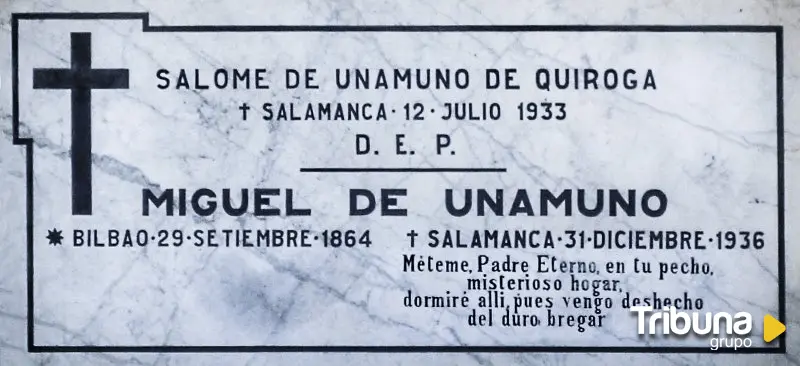 SALOME DE UNAMUNO DE QUIROGA
† SALAMANCA·12·JULIO 1933
D. E. P.
MIGUEL DE UNAMUNO
✷ BILBAO·29·SETIEMBRE·1864 † SALAMANCA·31·DICIEMBRE·1936
Méteme, Padre Eterno, en tu pecho,
misterioso hogar,
dormiré alli, pues vengo deshecho
del duro bregar
Tribuna
grupo